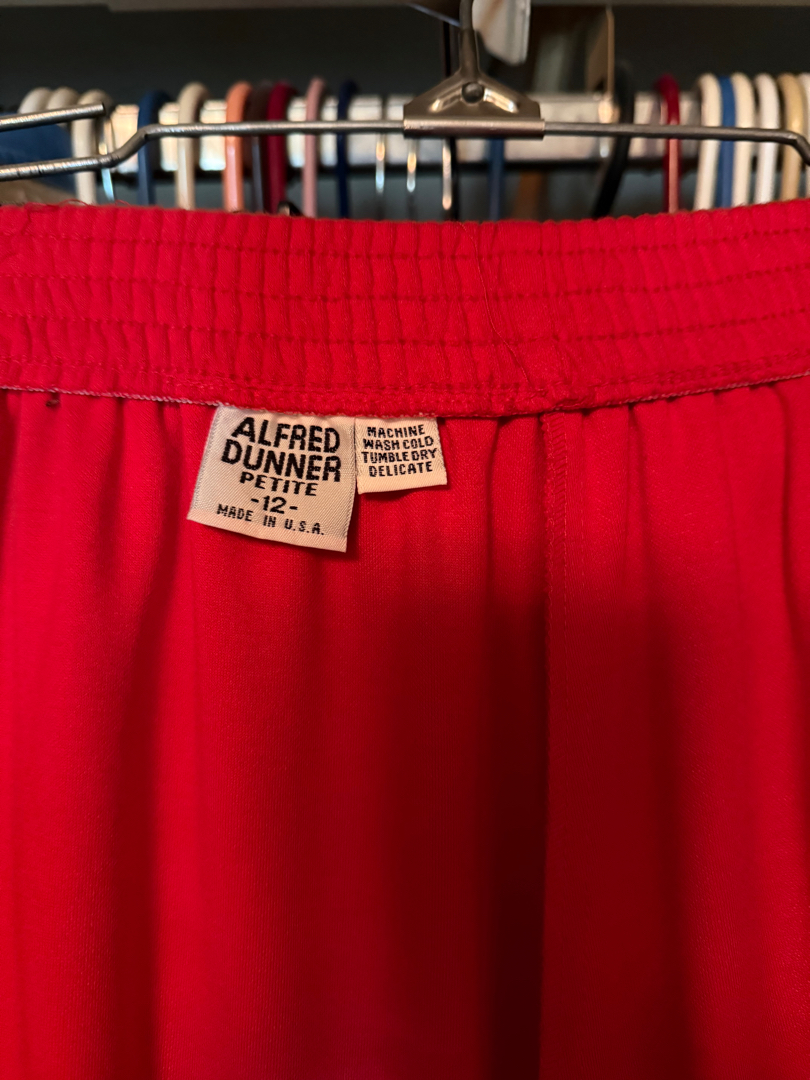 ALFRED
DUNNER
PETITE
-12-
MADE IN U.S.A.
MACHINE
WASH COLD
TUMBLE DRY
DELICATE